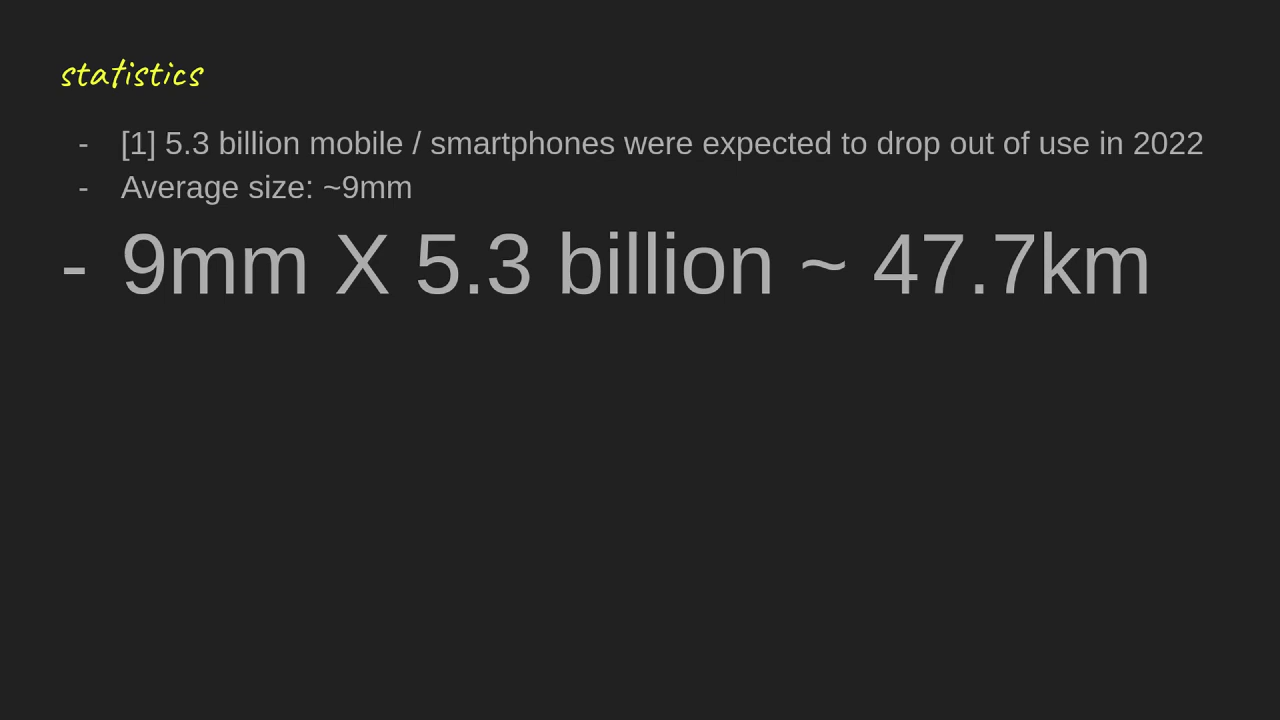 statistics
- [1] 5.3 billion mobile / smartphones were expected to drop out of use in 2022
- Average size: ~9mm
- 9mm X 5.3 billion ~ 47.7km